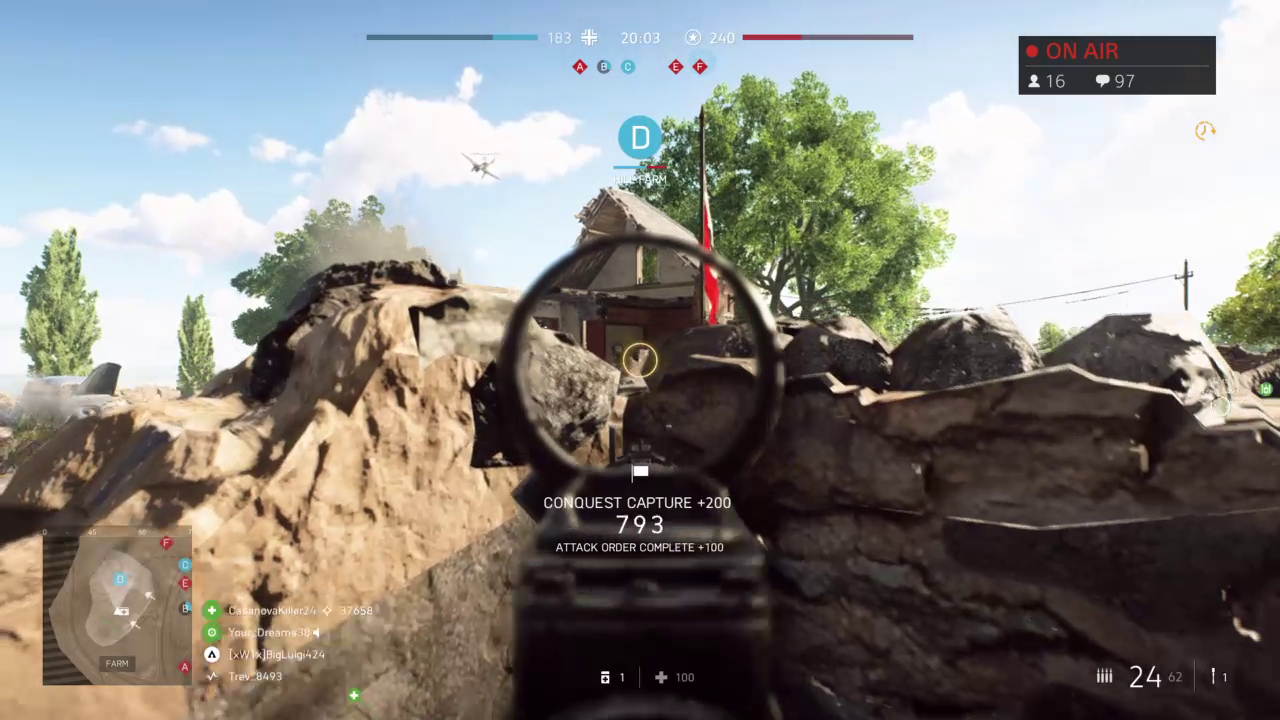 183 20:03 240
A B C E F
ON AIR
16 97
D
HILL FARM
CONQUEST CAPTURE +200
793
ATTACK ORDER COMPLETE +100
F
D C
E
B
A
FARM
CasanovaKiller24 37658
Your_Dreams38
[xW1x]BigLuigi424
Trev_8493
1 100
24 62 1